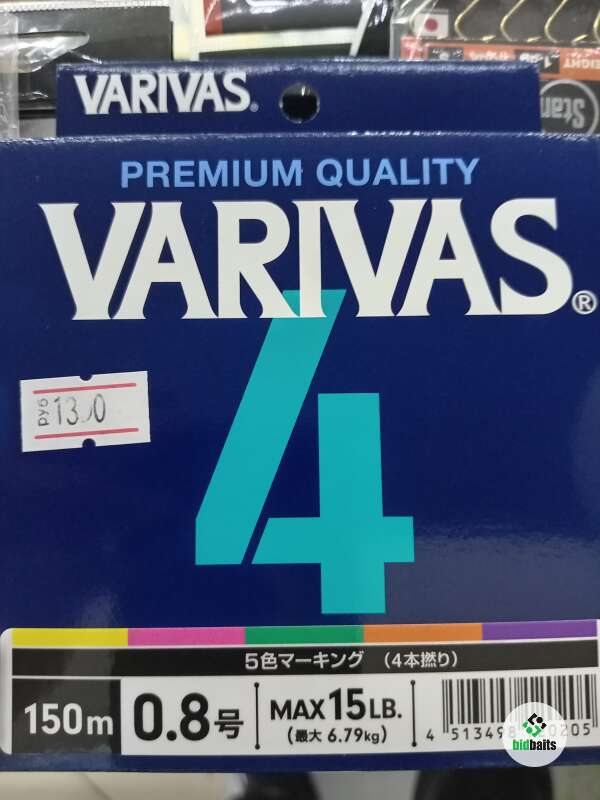 VARIVAS®
PREMIUM QUALITY
VARIVAS®
4
руб
5色マーキング （4本撚り）
150m 0.8号 MAX 15LB.
(最大 6.79kg)
bidbaits